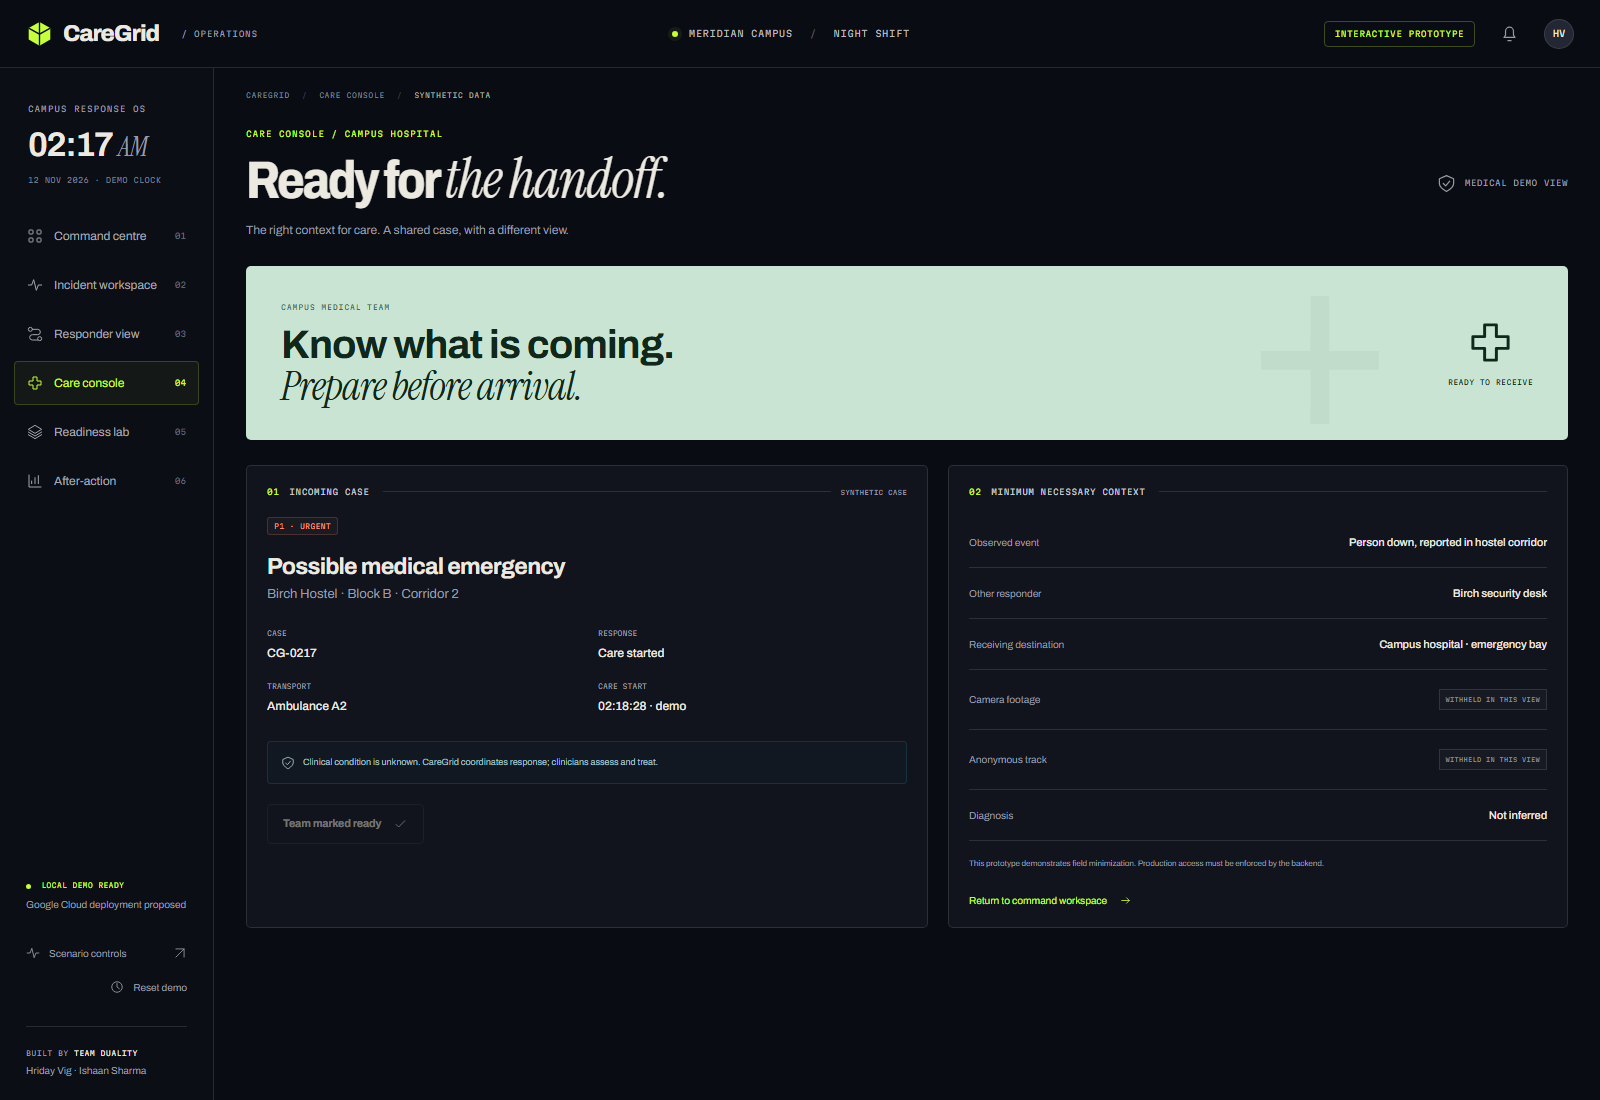 CareGrid / OPERATIONS
MERIDIAN CAMPUS / NIGHT SHIFT
INTERACTIVE PROTOTYPE
HV
CAMPUS RESPONSE OS
02:17 AM
12 NOV 2026 · DEMO CLOCK
Command centre 01
Incident workspace 02
Responder view 03
Care console 04
Readiness lab 05
After-action 06
LOCAL DEMO READY
Google Cloud deployment proposed
Scenario controls
Reset demo
BUILT BY TEAM DUALITY
Hriday Vig · Ishaan Sharma
CAREGRID / CARE CONSOLE / SYNTHETIC DATA
CARE CONSOLE / CAMPUS HOSPITAL
Ready for the handoff.
The right context for care. A shared case, with a different view.
MEDICAL DEMO VIEW
CAMPUS MEDICAL TEAM
Know what is coming.
Prepare before arrival.
READY TO RECEIVE
01 INCOMING CASE SYNTHETIC CASE
P1 · URGENT
Possible medical emergency
Birch Hostel · Block B · Corridor 2
CASE RESPONSE
CG-0217 Care started
TRANSPORT CARE START
Ambulance A2 02:18:28 · demo
Clinical condition is unknown. CareGrid coordinates response; clinicians assess and treat.
Team marked ready
02 MINIMUM NECESSARY CONTEXT
Observed event Person down, reported in hostel corridor
Other responder Birch security desk
Receiving destination Campus hospital · emergency bay
Camera footage WITHHELD IN THIS VIEW
Anonymous track WITHHELD IN THIS VIEW
Diagnosis Not inferred
This prototype demonstrates field minimization. Production access must be enforced by the backend.
Return to command workspace